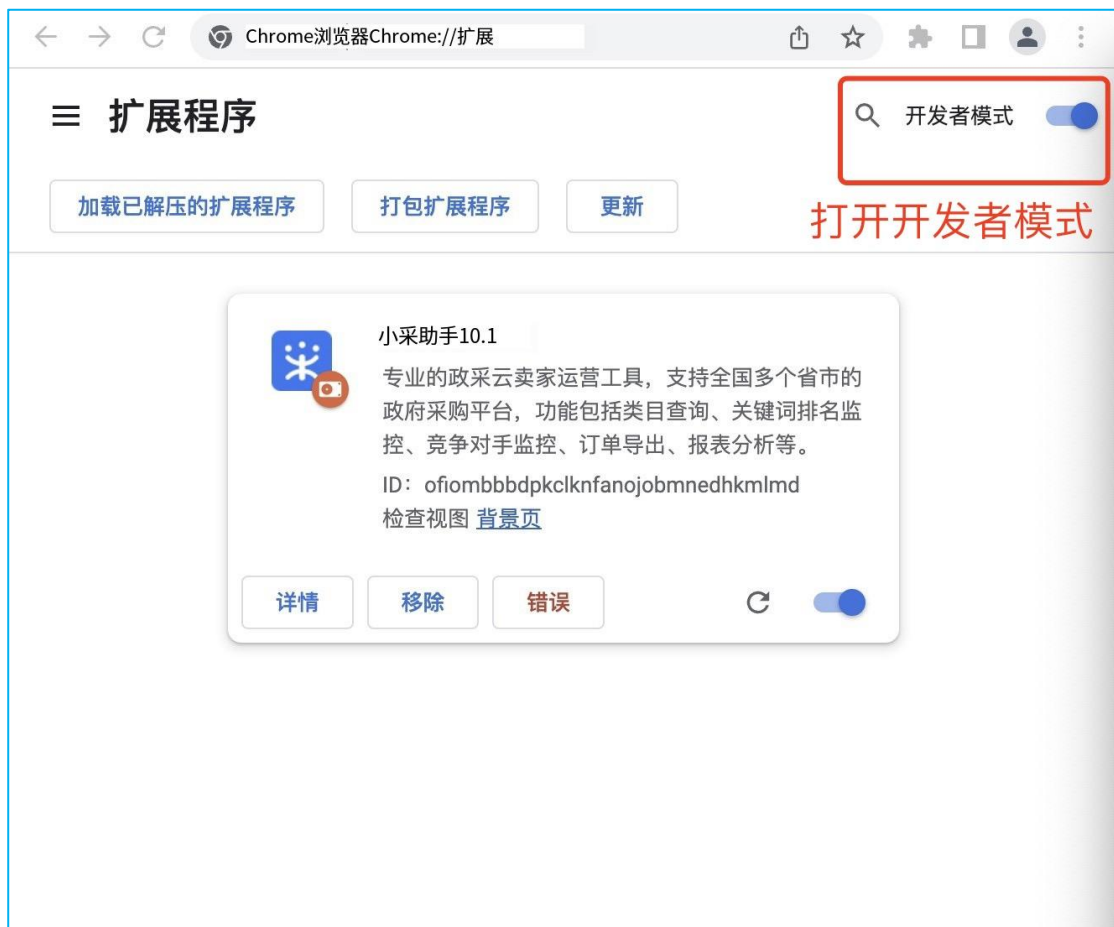 Chrome浏览器Chrome://扩展
扩展程序
开发者模式
加载已解压的扩展程序
打包扩展程序
更新
打开开发者模式
小采助手10.1
专业的政采云卖家运营工具，支持全国多个省市的
政府采购平台，功能包括类目查询、关键词排名监
控、竞争对手监控、订单导出、报表分析等。
ID：ofiombbbdpkclknfanojobmnedhkmlmd
检查视图 背景页
详情
移除
错误